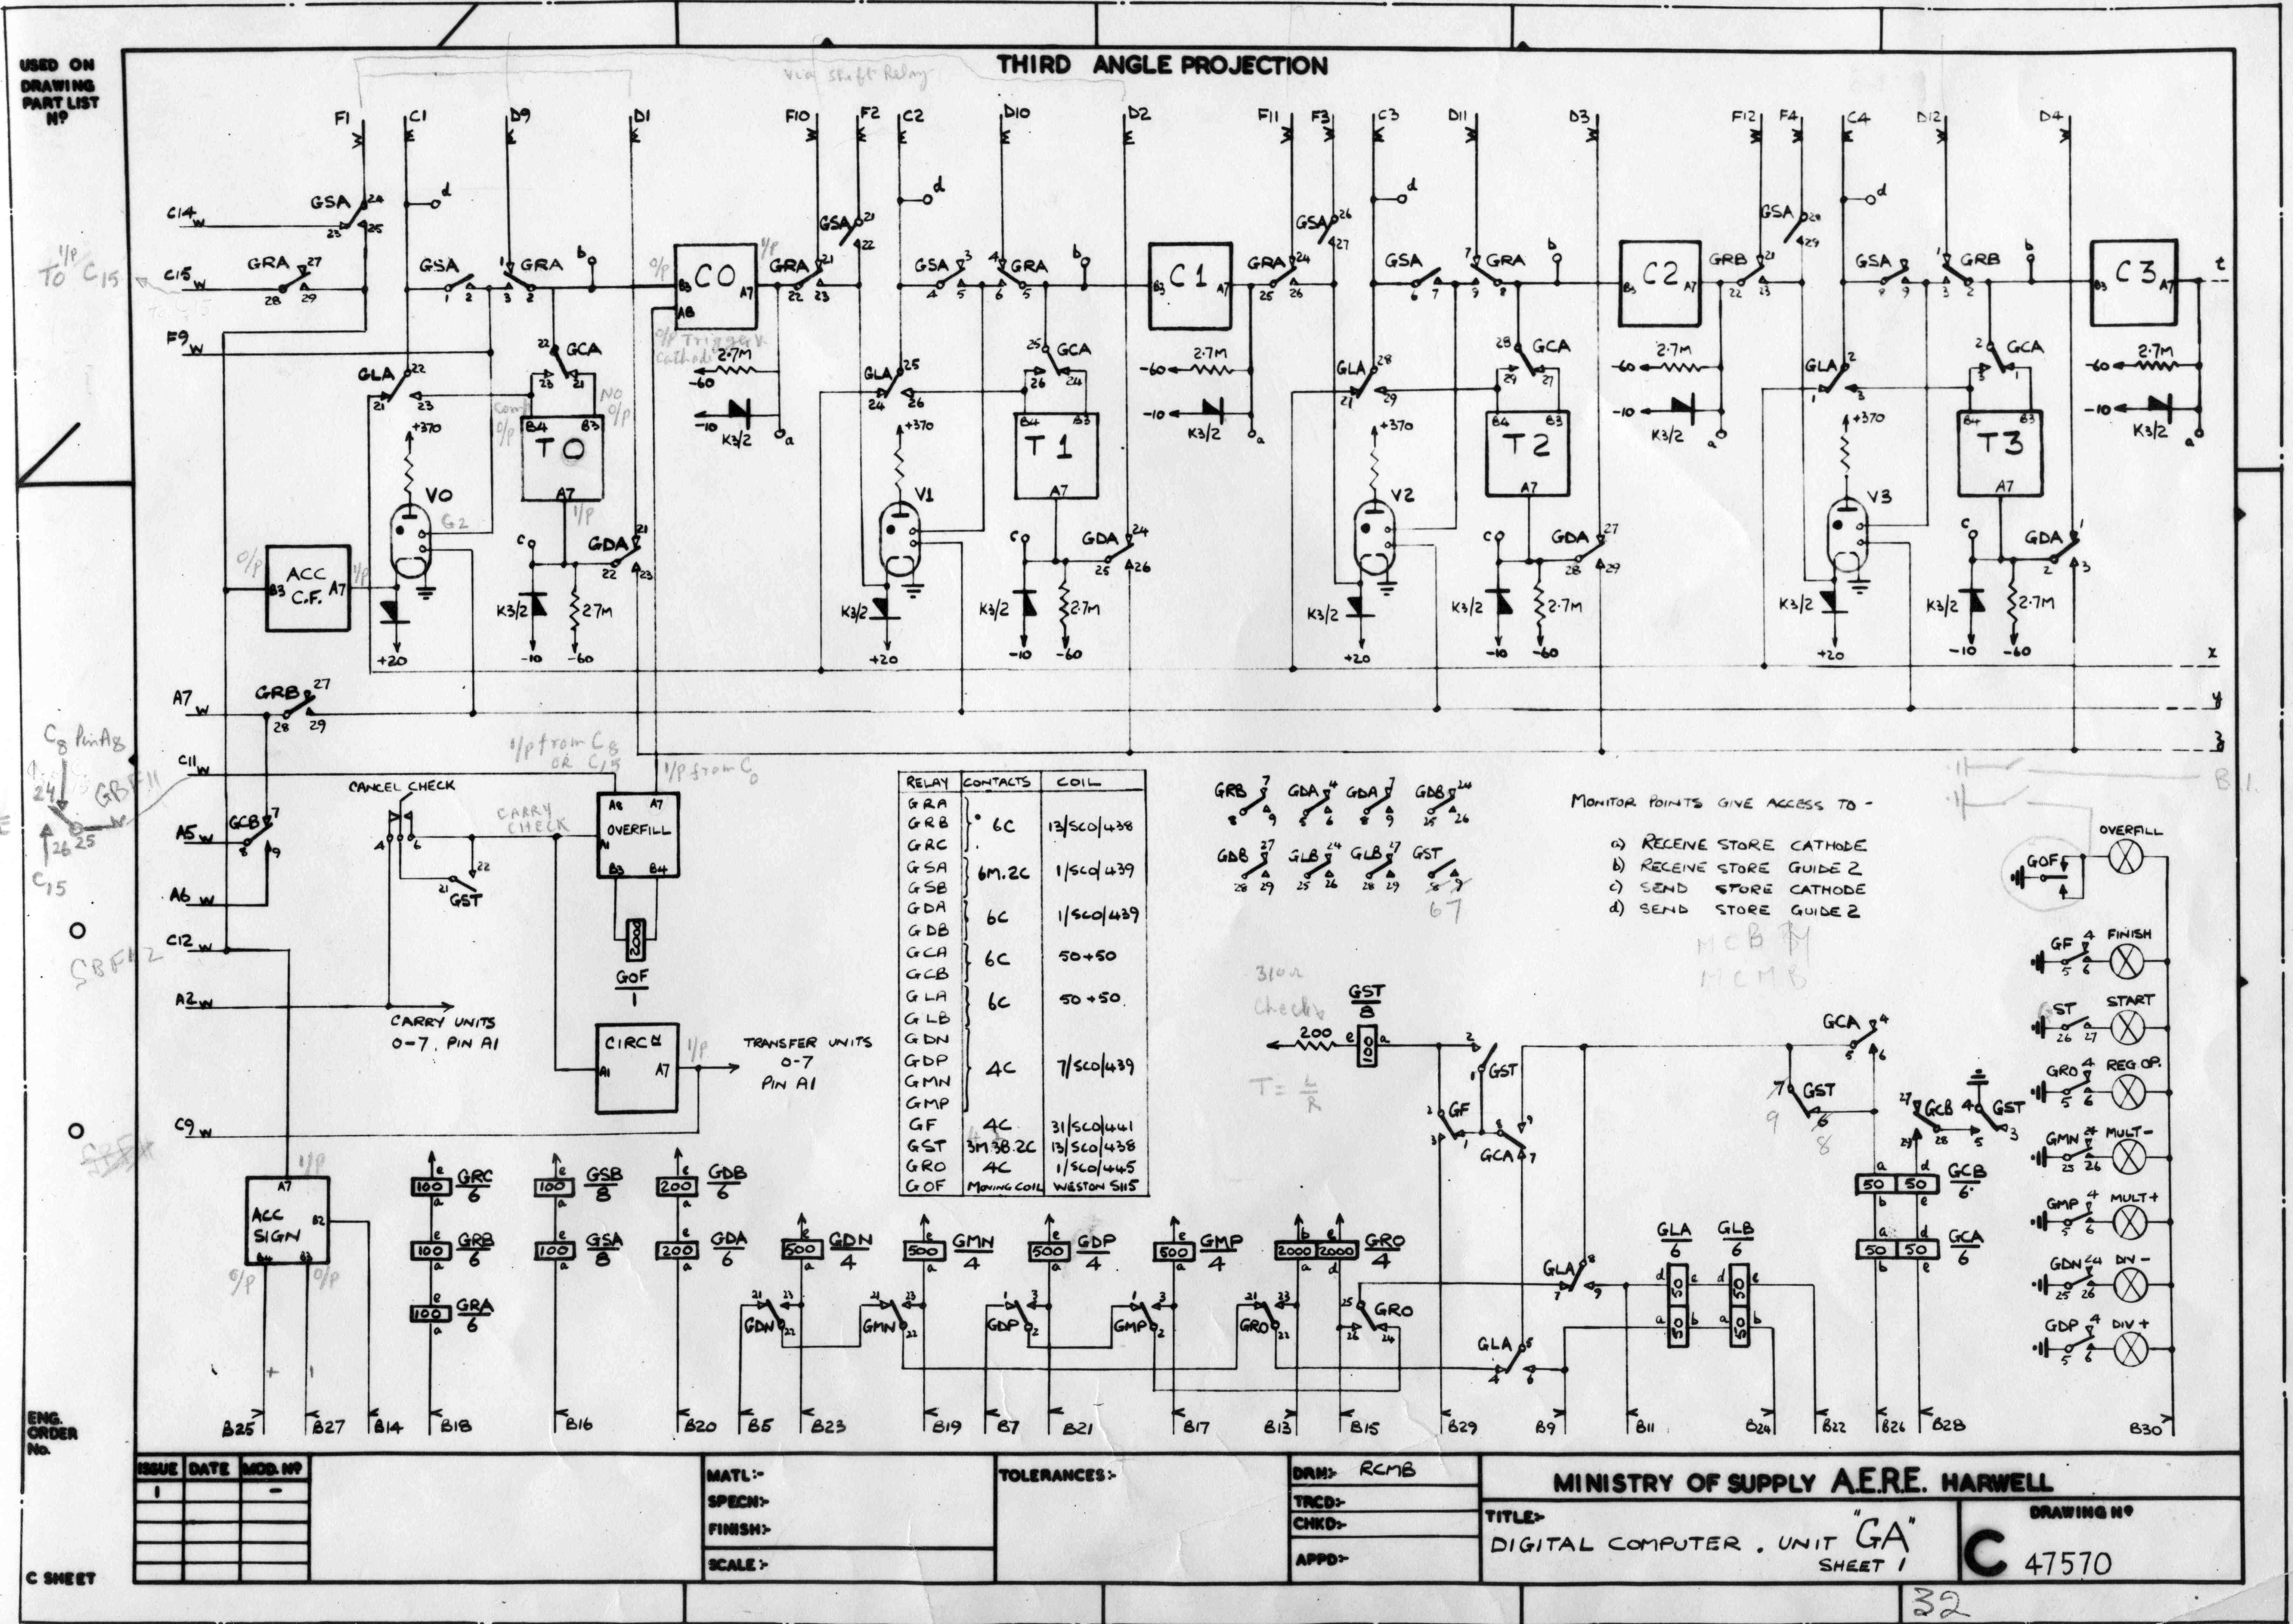 THIRD ANGLE PROJECTION
USED ON
DRAWING
PART LIST
Nº
via Shift Relay
F1 C1 D9 D1 F10 F2 C2 D10 D2 F11 F3 C3 D11 D3 F12 F4 C4 D12 D4
d d d d
C14 W GSA 24 23 25
GSA 21 22
GSA 26 27
GSA 28 29
I/P
TO C15
C15 W GRA 27 28 29
GSA 1 2 1 GRA 3 2 b
O/P B3 C0 A7 A8 I/P
GRA 21 22 23
GSA 3 4 5 4 GRA 6 5 b
B3 C1 A7
GRA 24 25 26
GSA 6 7 7 GRA 9 8 b
B3 C2 A7
GRB 21 22 23
GSA 8 9 1 GRB 3 2 b
B3 C3 A7 t
F9 W
O/P Trigger
Cathode
22 GCA 23 21
25 GCA 26 24
28 GCA 29 27
2 GCA 3 1
2.7M -60
2.7M -60
2.7M -60
2.7M -60
GLA 22 21 23
GLA 25 24 26
GLA 28 27 29
GLA 2 1 3
NO
O/P
-10 K3/2 a
-10 K3/2 a
-10 K3/2 a
-10 K3/2 a
+370 +370 +370 +370
B4 B3 T0 A7
B4 B3 T1 A7
B4 B3 T2 A7
B4 B3 T3 A7
V0 G2 I/P V1 V2 V3
c GDA 21 22 23
c GDA 24 25 26
c GDA 27 28 29
c GDA 1 2 3
O/P ACC
C.F.
B3 A7 I/P
K3/2 2.7M
K3/2 K3/2 2.7M
K3/2 K3/2 2.7M
K3/2 K3/2 2.7M
+20 -10 -60
+20 -10 -60
+20 -10 -60
+20 -10 -60
x
A7 W GRB 27 28 29
y
C8 Pin A8
C11 W
I/P from C8
OR C15
I/P from C0
3
24 GBF11
26 25
C15
CANCEL CHECK
4 6
CARRY
CHECK
A8 A7
OVERFILL
A1
B3 B4
A5 W GCB 7 8 9
A6 W
21 22 GST
C12 W
2000
GOF
1
A2 W
CARRY UNITS
0-7, PIN A1
CIRC
A1 A7 I/P
TRANSFER UNITS
0-7
PIN A1
C9 W
RELAY CONTACTS COIL
GRA
GRB 6C 13/SCO/438
GRC
GSA 6M.2C 1/SCO/439
GSB
GDA 6C 1/SCO/439
GDB
GCA 6C 50+50
GCB
GLA 6C 50+50
GLB
GDN
GDP 4C 7/SCO/439
GMN
GMP
GF 4C 31/SCO/441
GST 3M.3B.2C 13/SCO/438
GRO 4C 1/SCO/445
GOF MOVING COIL WESTON S115
GRB 7 8 9 GDA 4 5 6 GDA 7 8 9 GDB 24 25 26
GDB 27 28 29 GLB 24 25 26 GLB 27 28 29 GST 8 9
67
MONITOR POINTS GIVE ACCESS TO -
a) RECEIVE STORE CATHODE
b) RECEIVE STORE GUIDE 2
c) SEND STORE CATHODE
d) SEND STORE GUIDE 2
MCB
MCMB
OVERFILL
GOF
GF 4 5 6 FINISH
GST 26 27 START
GRO 4 5 6 REG OP.
GMN 24 25 26 MULT-
GMP 4 5 6 MULT+
GDN 24 25 26 DIV -
GDP 4 5 6 DIV +
310Ω
Check
200 GST
8
e 100 a
T = L
R
2 1 GST
2 GF 3 1
GCA 7
GCA 4 5 6
7 GST 6
9 8
27 GCB 28 29
4 GST 5 3
a d
50 50 GCB
6
b e
a d
50 50 GCA
6
b e
A7 I/P
ACC
SIGN
B2
B4 B3
O/P O/P
100 GRC
6
100 GRB
6
100 GRA
6
100 GSB
8
100 GSA
8
200 GDB
6
200 GDA
6
500 GDN
4
500 GMN
4
500 GDP
4
500 GMP
4
2000 2000 GRO
4
21 23 GDN 22
21 23 GMN 22
1 3 GDP 2
1 3 GMP 2
21 23 GRO 22
25 GRO 26 24
GLA 8 7 9
GLA 5 4 6
GLA
6
GLB
6
d 50 e d 50 e
a 50 b a 50 b
B25 B27 B14 B18 B16 B20 B5 B23 B19 B7 B21 B17 B13 B15 B29 B9 B11 B24 B22 B26 B28 B30
ENG.
ORDER
No.
C SHEET
ISSUE DATE MOD. Nº
1 -
MATL:-
SPECN:-
FINISH:-
SCALE:-
TOLERANCES:-
DRN:- RCMB
TRCD:-
CHKD:-
APPD:-
MINISTRY OF SUPPLY A.E.R.E. HARWELL
TITLE:-
DIGITAL COMPUTER . UNIT "GA"
SHEET 1
DRAWING Nº
C 47570
32